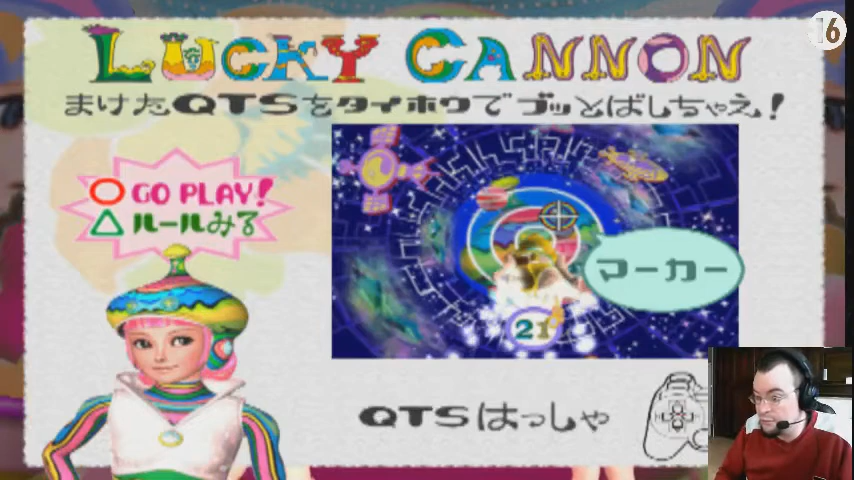 16
LUCKY CANNON
まけたQTSをタイホウでブッとばしちゃえ!
○ GO PLAY!
△ ルールみる
マーカー
21
QTSはっしゃ